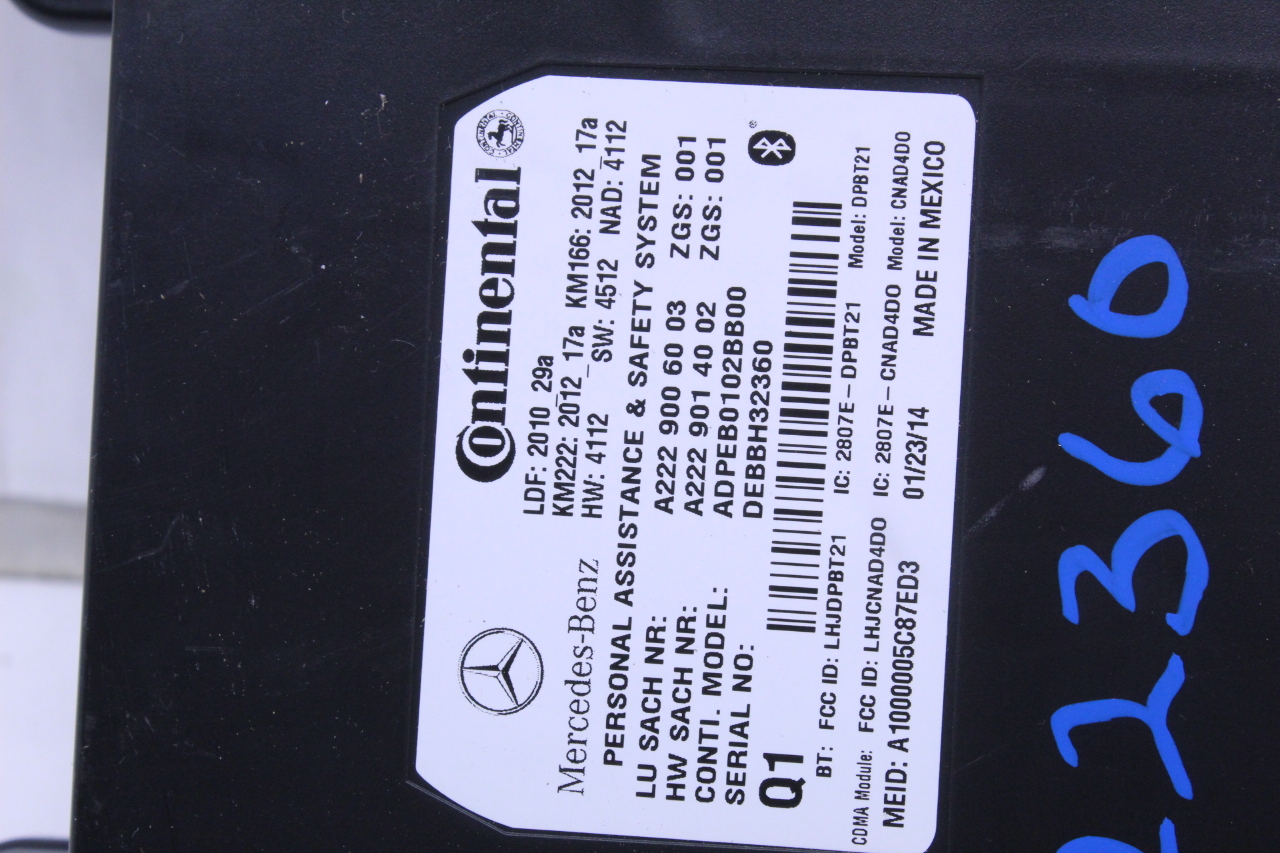 Continental
LDF: 2010_29a
KM222: 2012_17a KM166: 2012_17a
HW: 4112 SW: 4512 NAD: 4112
Mercedes-Benz
PERSONAL ASSISTANCE & SAFETY SYSTEM
LU SACH NR: A222 900 60 03 ZGS: 001
HW SACH NR: A222 901 40 02 ZGS: 001
CONTI. MODEL: ADPEB0102BB00
SERIAL NO: DEBBH32360
Q1
BT: FCC ID: LHJDPBT21 IC: 2807E-DPBT21 Model: DPBT21
CDMA Module: FCC ID: LHJCNAD4D0 IC: 2807E-CNAD4D0 Model: CNAD4D0
MEID: A1000005C87ED3 01/23/14 MADE IN MEXICO
2360